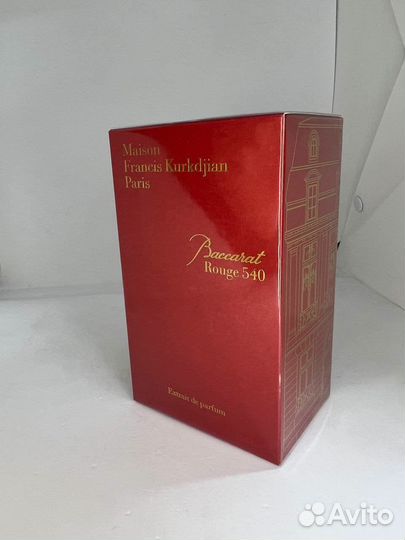 Maison
Francis Kurkdjian
Paris
Baccarat
Rouge 540
Extrait de parfum
Avito